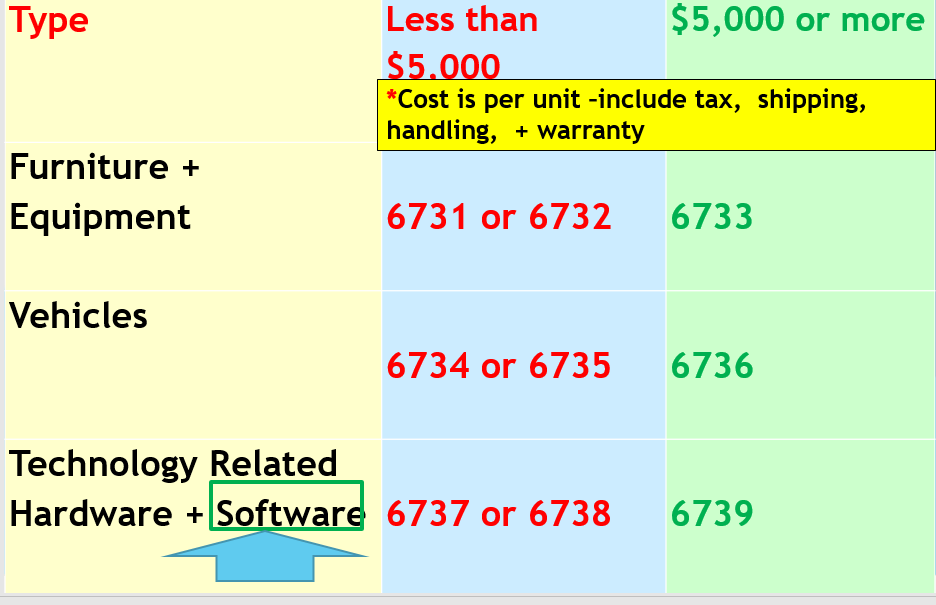 Type
Less than
$5,000
$5,000 or more
*Cost is per unit –include tax,  shipping,
handling,  + warranty
Furniture +
Equipment
6731 or 6732
6733
Vehicles
6734 or 6735
6736
Technology Related
Hardware + Software
6737 or 6738
6739